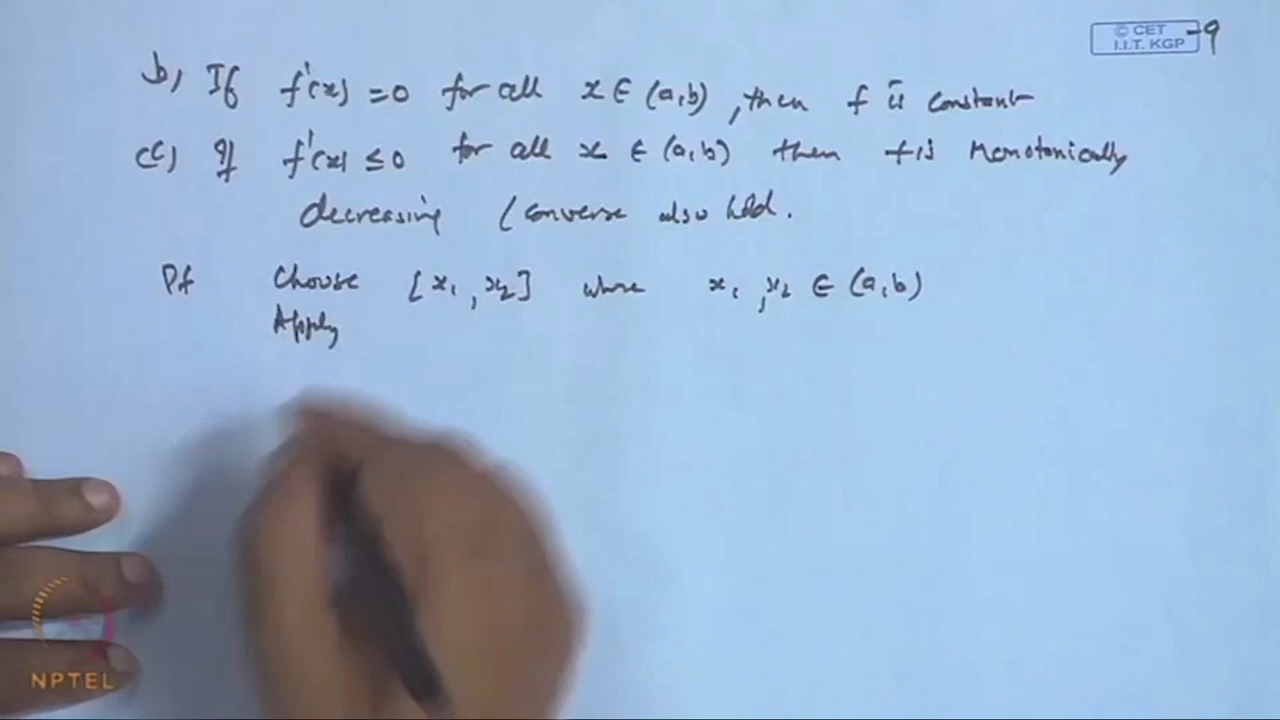 © CET
I.I.T. KGP -9
b) If f'(x) = 0 for all x ∈ (a,b), then f is constant
(c) If f'(x) ≤ 0 for all x ∈ (a,b) then f is Monotonically
decreasing (converse also hold.
Pf Choose [x₁, x₂] where x₁, x₂ ∈ (a,b)
Apply
NPTEL